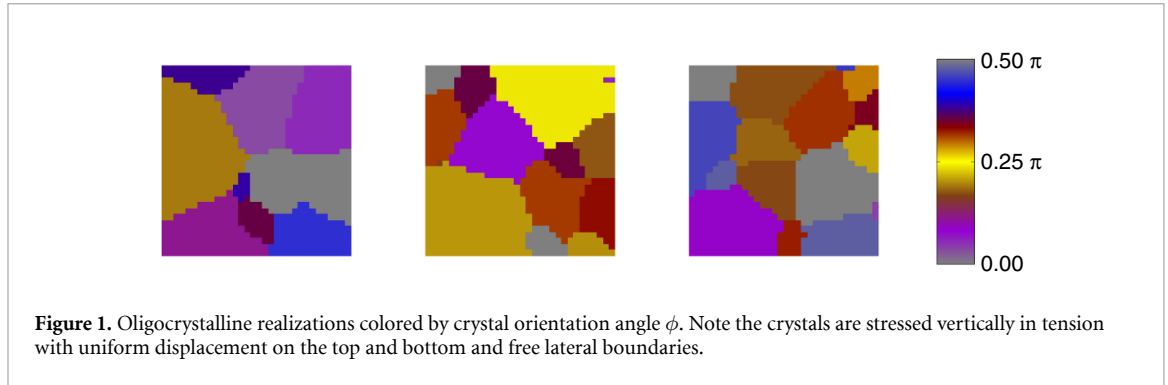 0.50 π
0.25 π
0.00
Figure 1. Oligocrystalline realizations colored by crystal orientation angle ϕ. Note the crystals are stressed vertically in tension
with uniform displacement on the top and bottom and free lateral boundaries.